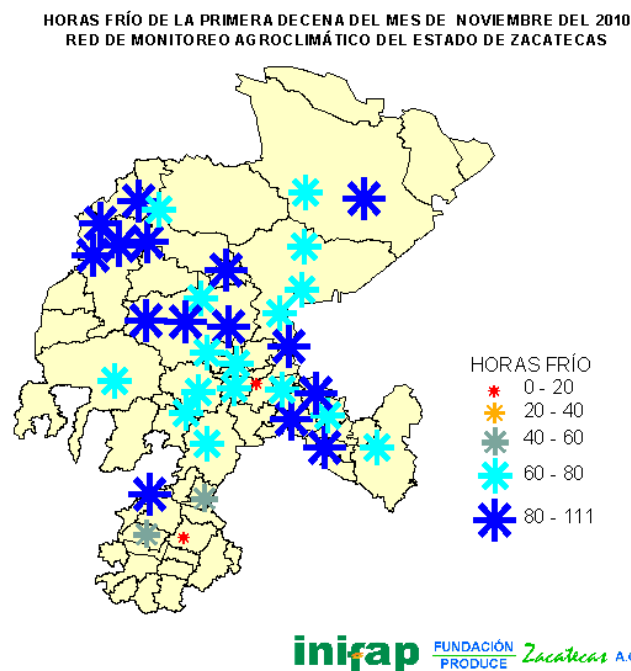 HORAS FRÍO DE LA PRIMERA DECENA DEL MES DE NOVIEMBRE DEL 2010
RED DE MONITOREO AGROCLIMÁTICO DEL ESTADO DE ZACATECAS
HORAS FRÍO
0 - 20
20 - 40
40 - 60
60 - 80
80 - 111
inifap
FUNDACIÓN
PRODUCE
Zacatecas A.